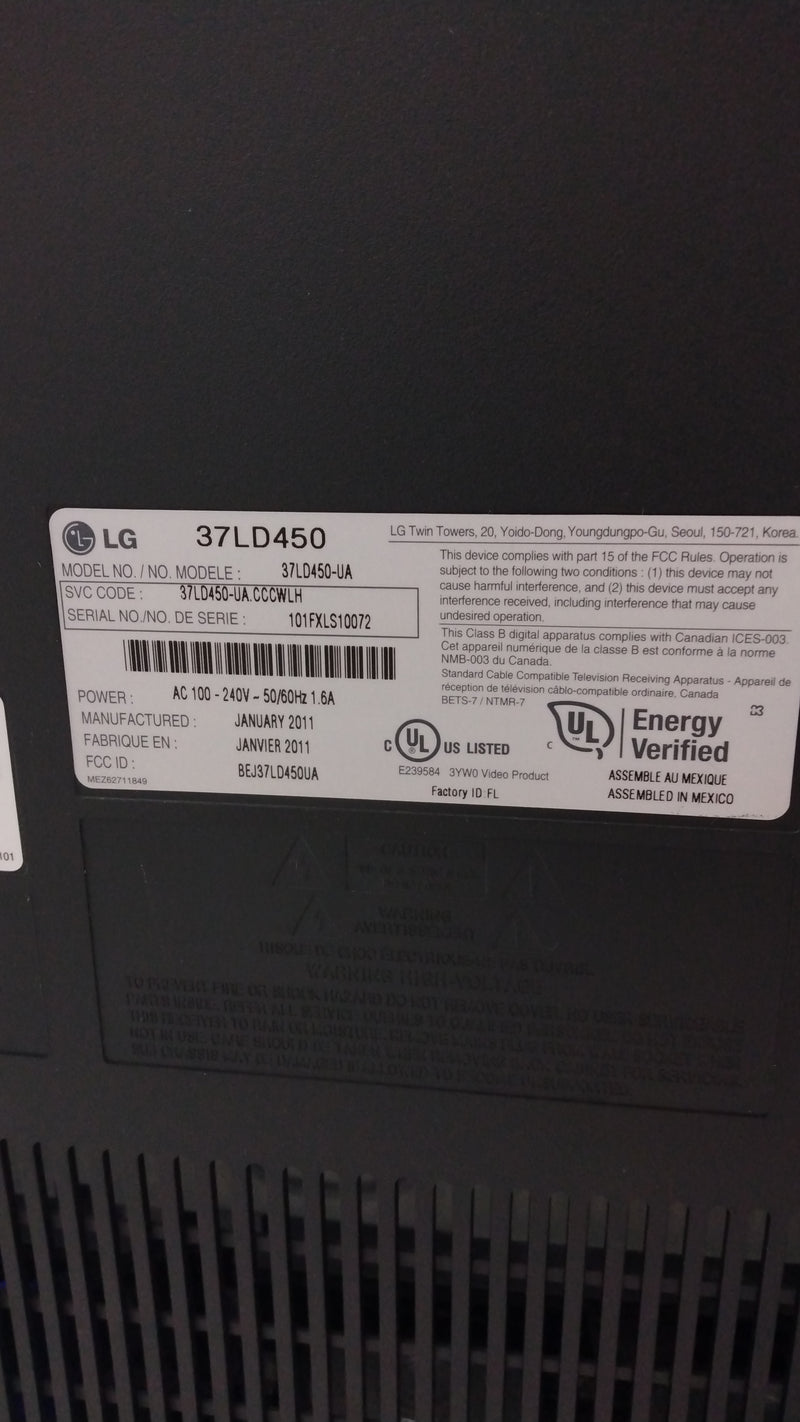 LG 37LD450
LG Twin Towers, 20, Yoido-Dong, Youngdungpo-Gu, Seoul, 150-721, Korea.
MODEL NO. / NO. MODELE : 37LD450-UA
SVC CODE : 37LD450-UA.CCCWLH
SERIAL NO./NO. DE SERIE : 101FXLS10072
POWER : AC 100 - 240V ~ 50/60Hz 1.6A
MANUFACTURED : JANUARY 2011
FABRIQUE EN : JANVIER 2011
FCC ID : BEJ37LD450UA
MEZ62711849
This device complies with part 15 of the FCC Rules. Operation is
subject to the following two conditions : (1) this device may not
cause harmful interference, and (2) this device must accept any
interference received, including interference that may cause
undesired operation.
This Class B digital apparatus complies with Canadian ICES-003.
Cet appareil numérique de la classe B est conforme à la norme
NMB-003 du Canada.
Standard Cable Compatible Television Receiving Apparatus - Appareil de
réception de télévision câblo-compatible ordinaire, Canada
BETS-7 / NTMR-7
C UL US LISTED
E239584 3YW0 Video Product
Factory ID:FL
C UL TM Energy
Verified
ASSEMBLE AU MEXIQUE
ASSEMBLED IN MEXICO
101
CAUTION
WARNING
AVERTISSEMENT
WARNING HIGH-VOLTAGE